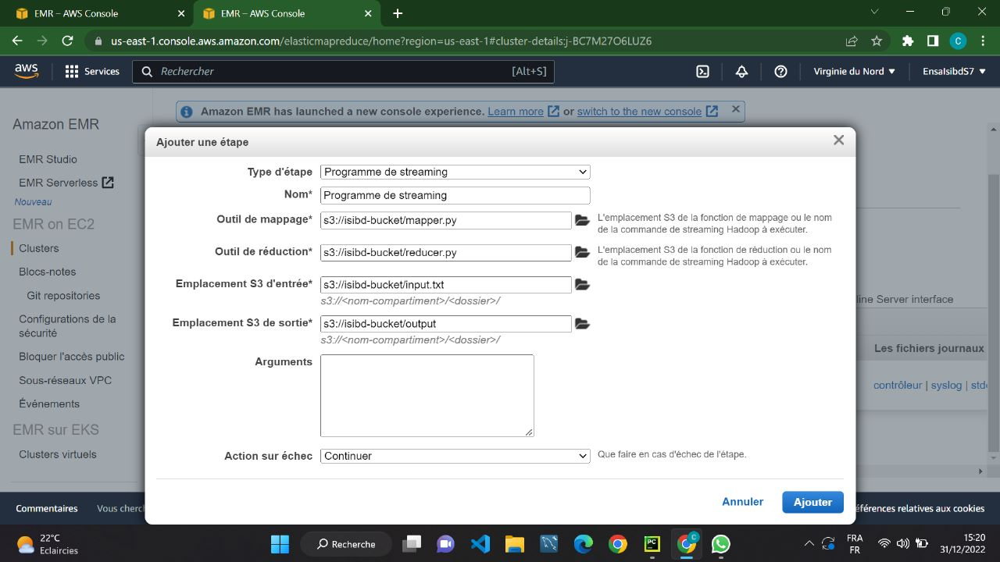 EMR – AWS Console
EMR – AWS Console
us-east-1.console.aws.amazon.com/elasticmapreduce/home?region=us-east-1#cluster-details:j-BC7M27O6LUZ6
C
aws
Services
Rechercher
[Alt+S]
Virginie du Nord
EnsaIsibdS7
Amazon EMR has launched a new console experience. Learn more or switch to the new console
Amazon EMR
EMR Studio
EMR Serverless
Nouveau
EMR on EC2
Clusters
Blocs-notes
Git repositories
Configurations de la
sécurité
Bloquer l'accès public
Sous-réseaux VPC
Événements
EMR sur EKS
Clusters virtuels
Ajouter une étape
Type d'étape
Programme de streaming
Nom*
Programme de streaming
Outil de mappage*
s3://isibd-bucket/mapper.py
L'emplacement S3 de la fonction de mappage ou le nom
de la commande de streaming Hadoop à exécuter.
Outil de réduction*
s3://isibd-bucket/reducer.py
L'emplacement S3 de la fonction de réduction ou le nom
de la commande de streaming Hadoop à exécuter.
Emplacement S3 d'entrée*
s3://isibd-bucket/input.txt
s3://<nom-compartiment>/<dossier>/
Emplacement S3 de sortie*
s3://isibd-bucket/output
s3://<nom-compartiment>/<dossier>/
Arguments
Action sur échec
Continuer
Que faire en cas d'échec de l'étape.
Annuler
Ajouter
line Server interface
Les fichiers journaux
contrôleur | syslog | std
Commentaires
Vous cherch
éférences relatives aux cookies
22°C
Eclaircies
Recherche
PC
C
FRA
FR
15:20
31/12/2022